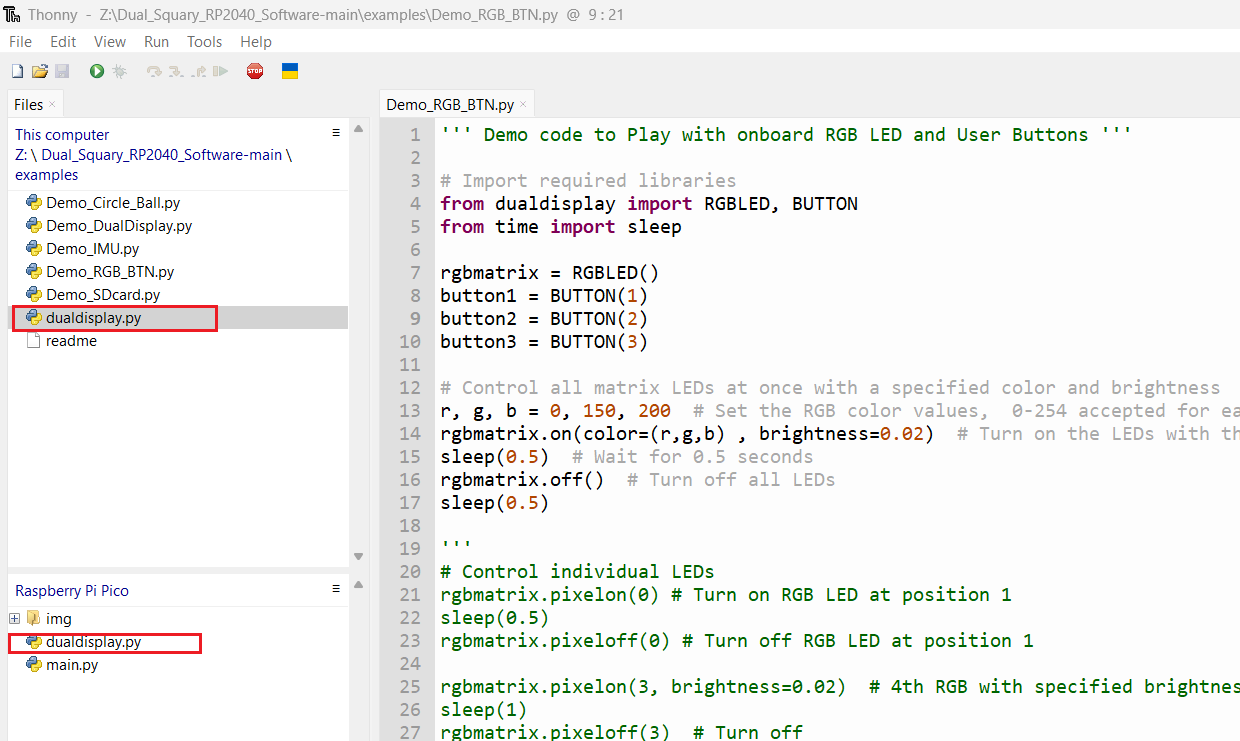 Thonny - Z:\Dual_Squary_RP2040_Software-main\examples\Demo_RGB_BTN.py @ 9 : 21
File Edit View Run Tools Help
STOP
Files ×
This computer
Z: \ Dual_Squary_RP2040_Software-main \
examples
Demo_Circle_Ball.py
Demo_DualDisplay.py
Demo_IMU.py
Demo_RGB_BTN.py
Demo_SDcard.py
dualdisplay.py
readme
Raspberry Pi Pico
img
dualdisplay.py
main.py
Demo_RGB_BTN.py ×
1 ''' Demo code to Play with onboard RGB LED and User Buttons '''
2
3 # Import required libraries
4 from dualdisplay import RGBLED, BUTTON
5 from time import sleep
6
7 rgbmatrix = RGBLED()
8 button1 = BUTTON(1)
9 button2 = BUTTON(2)
10 button3 = BUTTON(3)
11
12 # Control all matrix LEDs at once with a specified color and brightness
13 r, g, b = 0, 150, 200  # Set the RGB color values,  0-254 accepted for ea
14 rgbmatrix.on(color=(r,g,b) , brightness=0.02)  # Turn on the LEDs with th
15 sleep(0.5)  # Wait for 0.5 seconds
16 rgbmatrix.off()  # Turn off all LEDs
17 sleep(0.5)
18
19 '''
20 # Control individual LEDs
21 rgbmatrix.pixelon(0) # Turn on RGB LED at position 1
22 sleep(0.5)
23 rgbmatrix.pixeloff(0) # Turn off RGB LED at position 1
24
25 rgbmatrix.pixelon(3, brightness=0.02)  # 4th RGB with specified brightnes
26 sleep(1)
27 rgbmatrix.pixeloff(3)  # Turn off